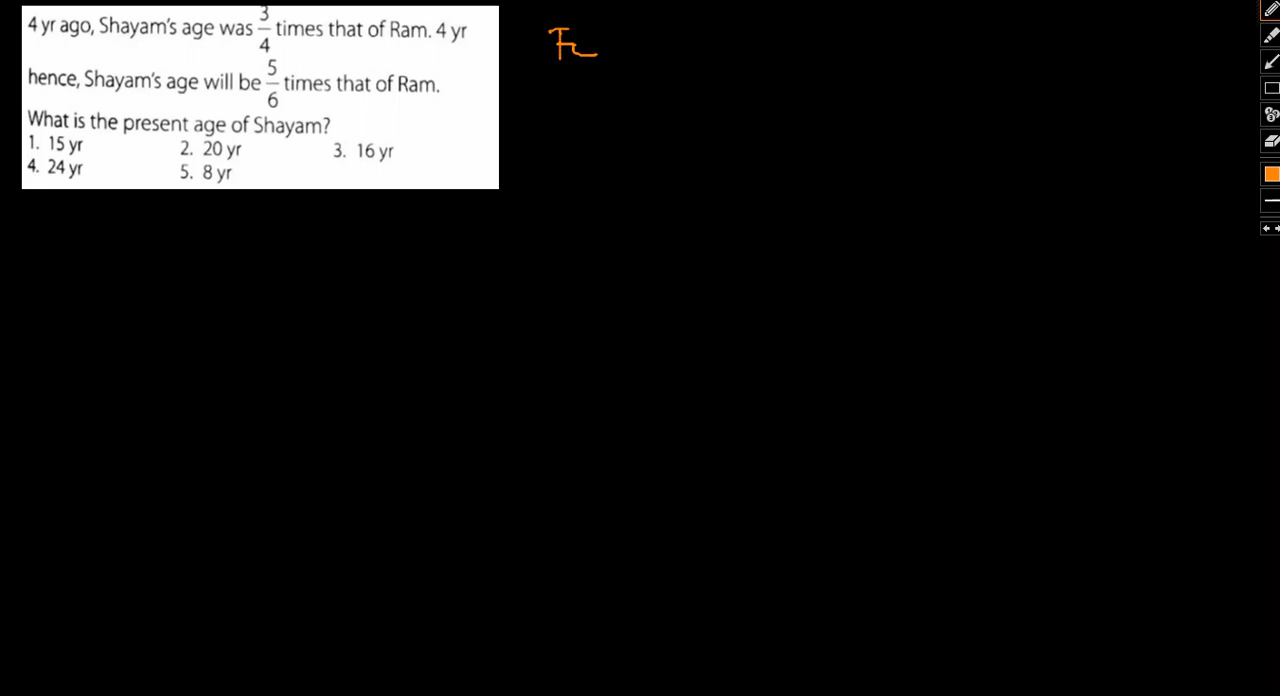 4 yr ago, Shayam's age was 3/4 times that of Ram. 4 yr
hence, Shayam's age will be 5/6 times that of Ram.
What is the present age of Shayam?
1. 15 yr 2. 20 yr 3. 16 yr
4. 24 yr 5. 8 yr